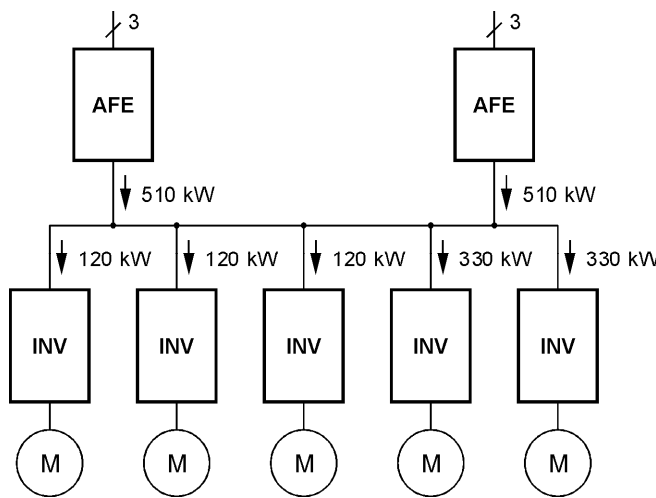 3 3
AFE AFE
510 kW 510 kW
120 kW 120 kW 120 kW 330 kW 330 kW
INV INV INV INV INV
M M M M M